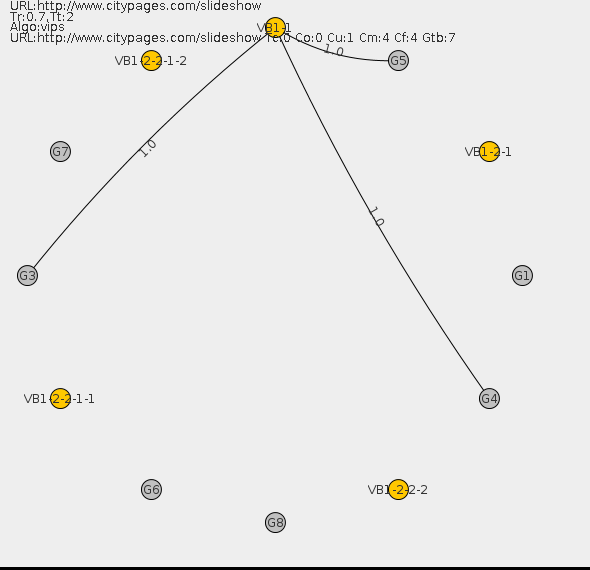 URL:http://www.citypages.com/slideshow
Tr:0.7,Tt:2
Algo:vips
URL:http://www.citypages.com/slideshow Tc:0 Co:0 Cu:1 Cm:4 Cf:4 Gtb:7
VB1-1
1.0
VB1-2-2-1-2
G5
G7
1.0
VB1-2-1
1.0
G3
G1
VB1-2-2-1-1
G4
G6
VB1-2-2-2
G8